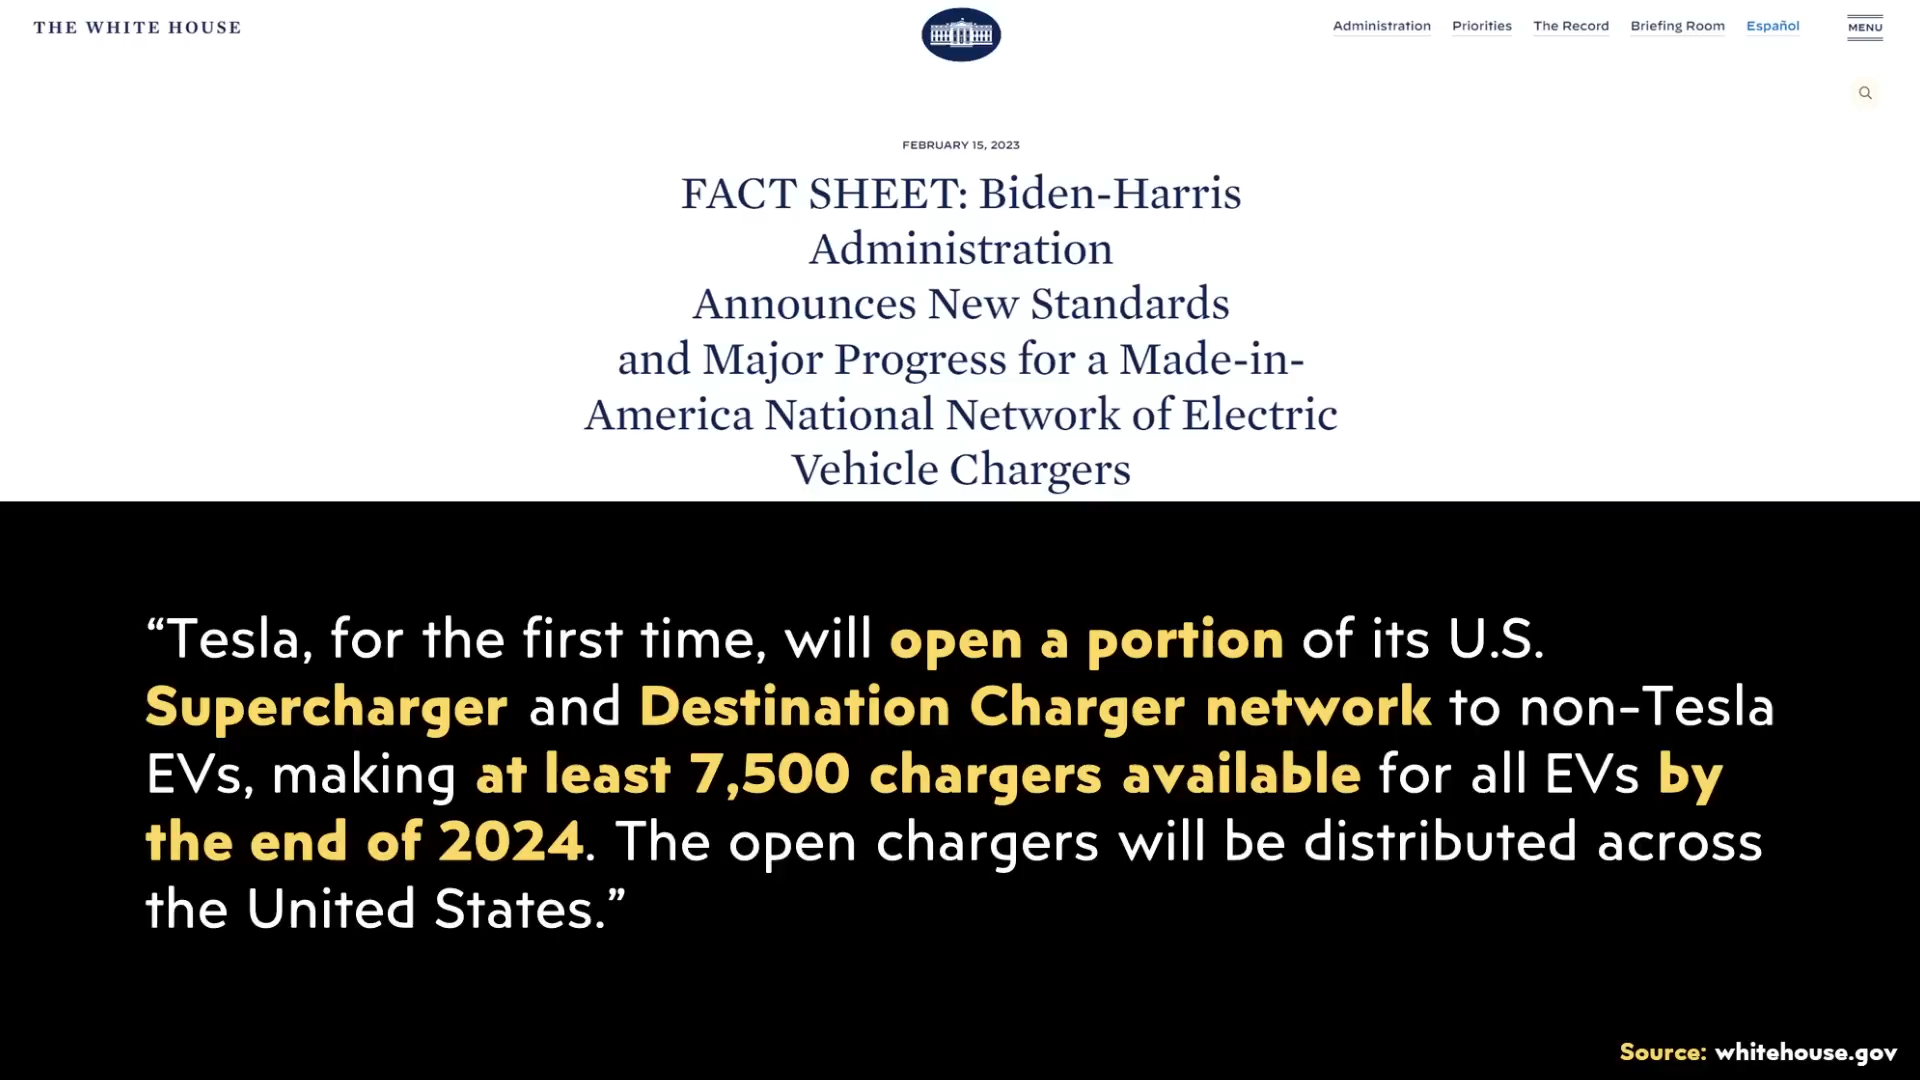 THE WHITE HOUSE
Administration Priorities The Record Briefing Room Español MENU
FEBRUARY 15, 2023
FACT SHEET: Biden-Harris
Administration
Announces New Standards
and Major Progress for a Made-in-
America National Network of Electric
Vehicle Chargers
“Tesla, for the first time, will open a portion of its U.S.
Supercharger and Destination Charger network to non-Tesla
EVs, making at least 7,500 chargers available for all EVs by
the end of 2024. The open chargers will be distributed across
the United States.”
Source: whitehouse.gov